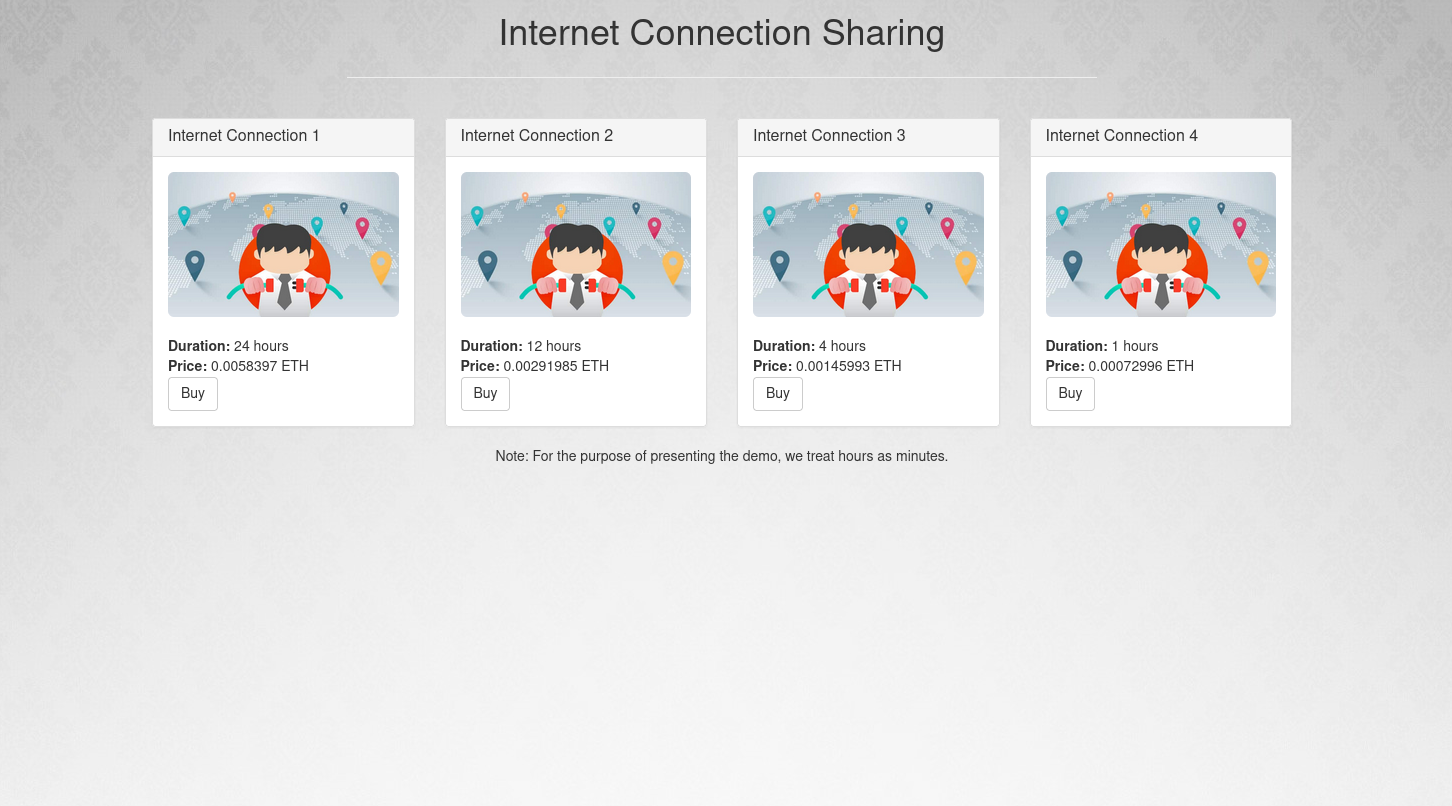 Internet Connection Sharing
Internet Connection 1
Duration: 24 hours
Price: 0.0058397 ETH
Buy
Internet Connection 2
Duration: 12 hours
Price: 0.00291985 ETH
Buy
Internet Connection 3
Duration: 4 hours
Price: 0.00145993 ETH
Buy
Internet Connection 4
Duration: 1 hours
Price: 0.00072996 ETH
Buy
Note: For the purpose of presenting the demo, we treat hours as minutes.